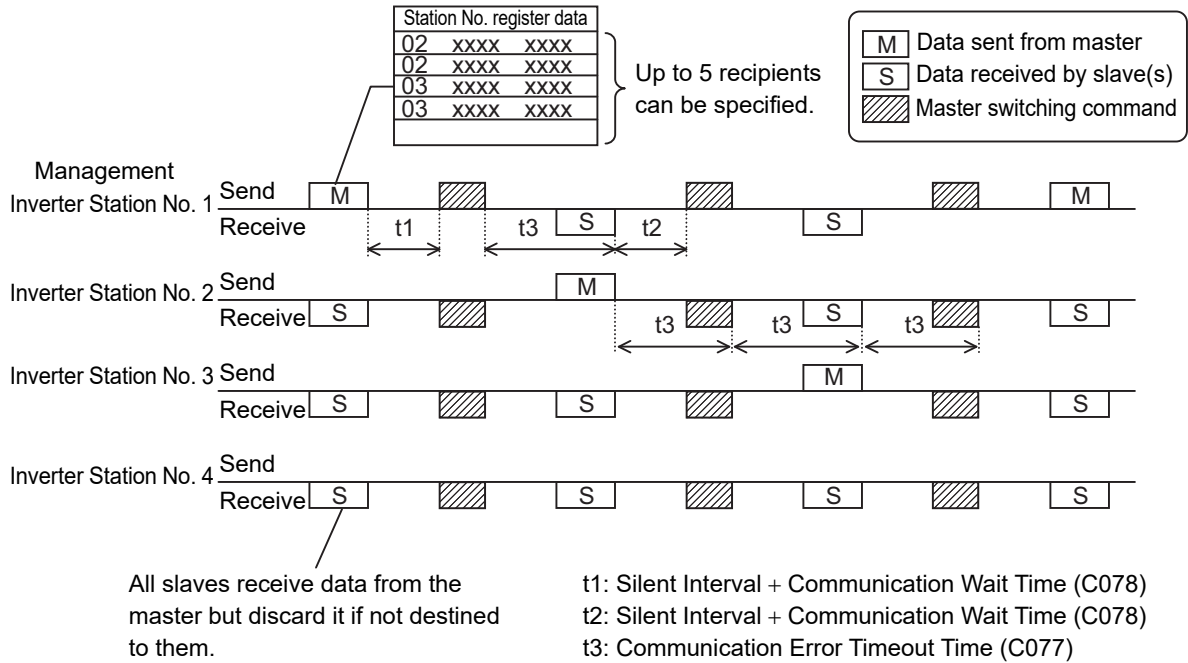 Station No. register data
02 xxxx xxxx
02 xxxx xxxx
03 xxxx xxxx
03 xxxx xxxx
Up to 5 recipients
can be specified.
M Data sent from master
S Data received by slave(s)
Master switching command
Management
Inverter Station No. 1
Send
M
M
Receive
t1
t3
S
t2
S
Inverter Station No. 2
Send
M
Receive
S
t3
t3
S
t3
S
Inverter Station No. 3
Send
M
Receive
S
S
S
Inverter Station No. 4
Send
Receive
S
S
S
S
All slaves receive data from the
master but discard it if not destined
to them.
t1: Silent Interval + Communication Wait Time (C078)
t2: Silent Interval + Communication Wait Time (C078)
t3: Communication Error Timeout Time (C077)